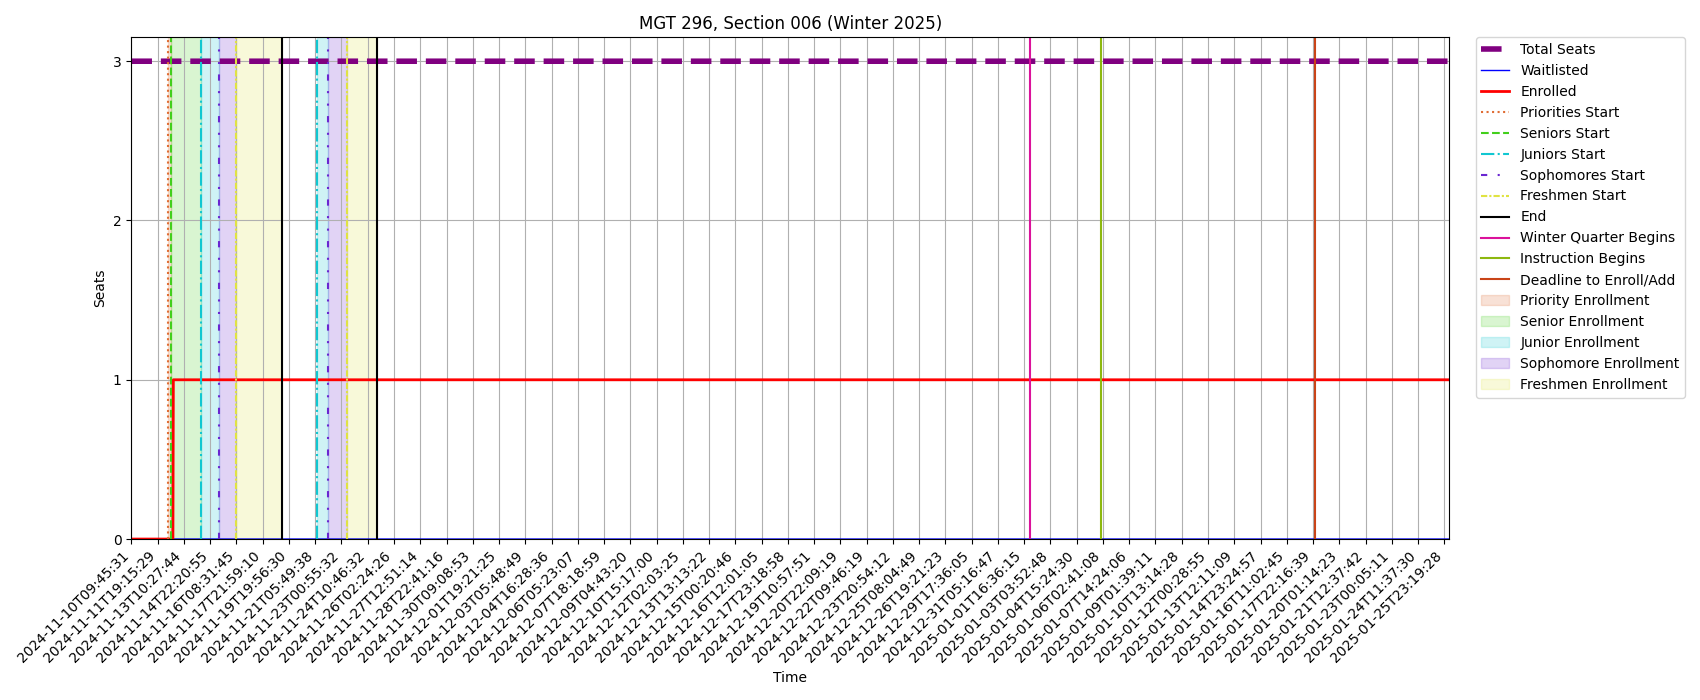 MGT 296, Section 006 (Winter 2025)
Seats
3
2
1
0
2024-11-10T09:45:31
2024-11-11T19:15:29
2024-11-13T10:27:44
2024-11-14T22:20:55
2024-11-16T08:31:45
2024-11-17T21:59:10
2024-11-19T19:56:30
2024-11-21T05:49:38
2024-11-23T00:55:32
2024-11-24T10:46:32
2024-11-26T02:24:26
2024-11-27T12:51:14
2024-11-28T22:41:16
2024-11-30T09:08:53
2024-12-01T19:21:25
2024-12-03T05:48:49
2024-12-04T16:28:36
2024-12-06T05:23:07
2024-12-07T18:18:59
2024-12-09T04:43:20
2024-12-10T15:17:00
2024-12-12T02:03:25
2024-12-13T13:13:22
2024-12-15T00:20:46
2024-12-16T12:01:05
2024-12-17T23:18:58
2024-12-19T10:57:51
2024-12-20T22:09:19
2024-12-22T09:46:19
2024-12-23T20:54:12
2024-12-25T08:04:49
2024-12-26T19:21:23
2024-12-29T17:36:05
2024-12-31T05:16:47
2025-01-01T16:36:15
2025-01-03T03:52:48
2025-01-04T15:24:30
2025-01-06T02:41:08
2025-01-07T14:24:06
2025-01-09T01:39:11
2025-01-10T13:14:28
2025-01-12T00:28:55
2025-01-13T12:11:09
2025-01-14T23:24:57
2025-01-16T11:02:45
2025-01-17T22:16:39
2025-01-20T01:14:23
2025-01-21T12:37:42
2025-01-23T00:05:11
2025-01-24T11:37:30
2025-01-25T23:19:28
Time
Total Seats
Waitlisted
Enrolled
Priorities Start
Seniors Start
Juniors Start
Sophomores Start
Freshmen Start
End
Winter Quarter Begins
Instruction Begins
Deadline to Enroll/Add
Priority Enrollment
Senior Enrollment
Junior Enrollment
Sophomore Enrollment
Freshmen Enrollment